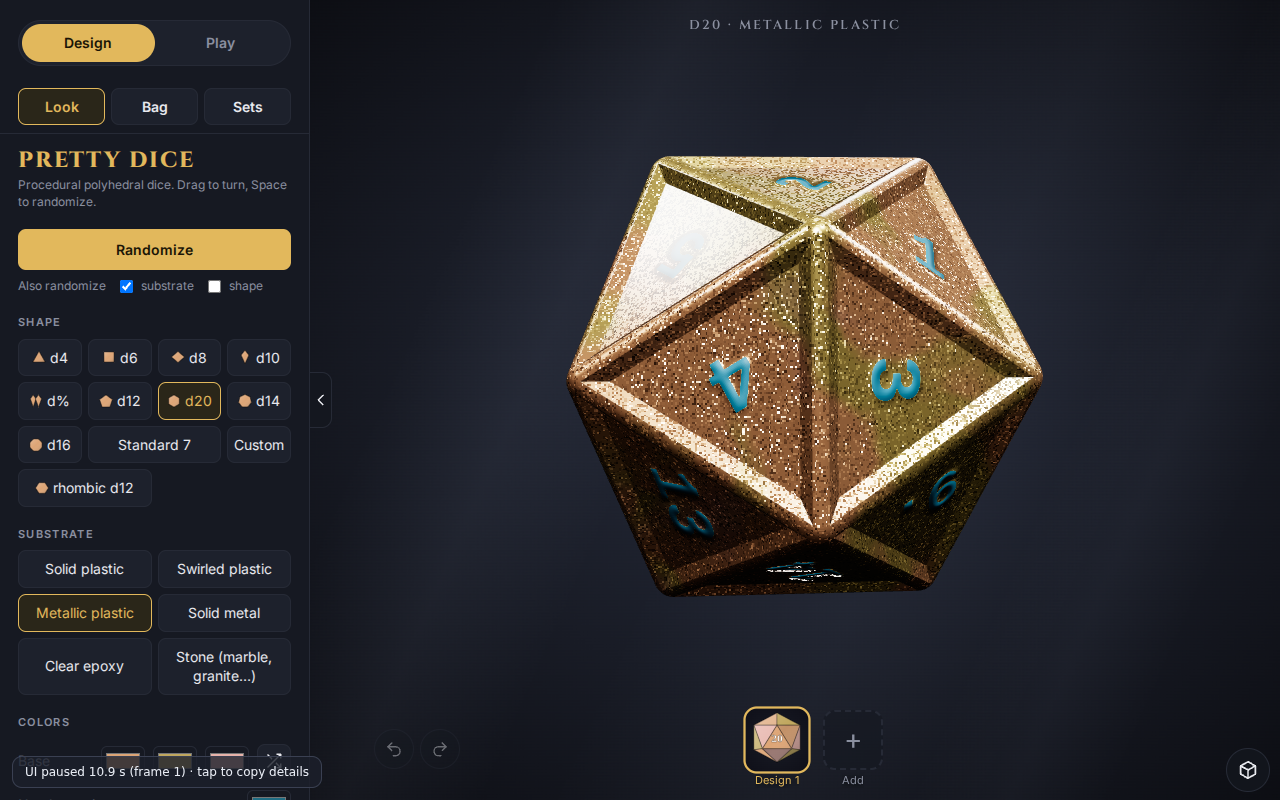 Design
Play
Look
Bag
Sets
PRETTY DICE
Procedural polyhedral dice. Drag to turn, Space
to randomize.
Randomize
Also randomize
substrate
shape
SHAPE
d4
d6
d8
d10
d%
d12
d20
d14
d16
Standard 7
Custom
rhombic d12
SUBSTRATE
Solid plastic
Swirled plastic
Metallic plastic
Solid metal
Clear epoxy
Stone (marble,
granite...)
COLORS
Base
UI paused 10.9 s (frame 1) · tap to copy details
D20 · METALLIC PLASTIC
4
3
13
9.
20
Design 1
+
Add